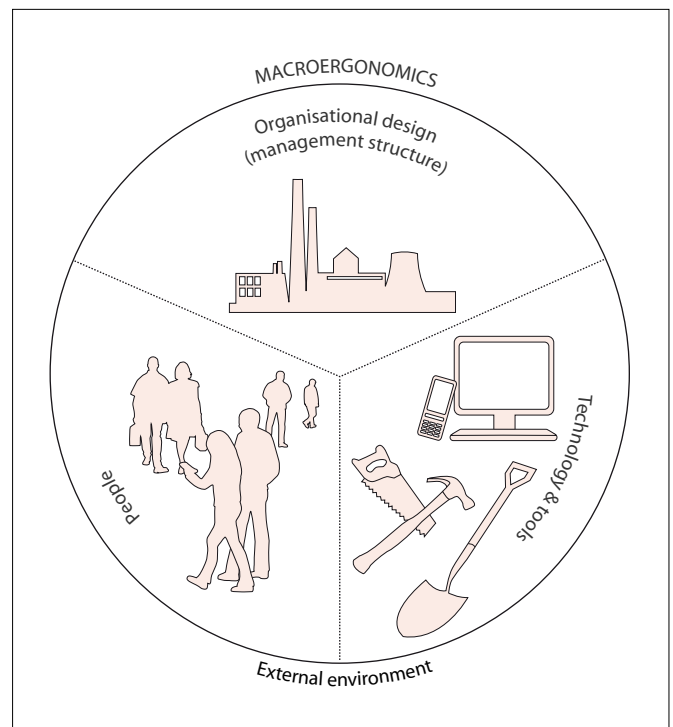 MACROERGONOMICS
Organisational design
(management structure)
People
Technology & tools
External environment